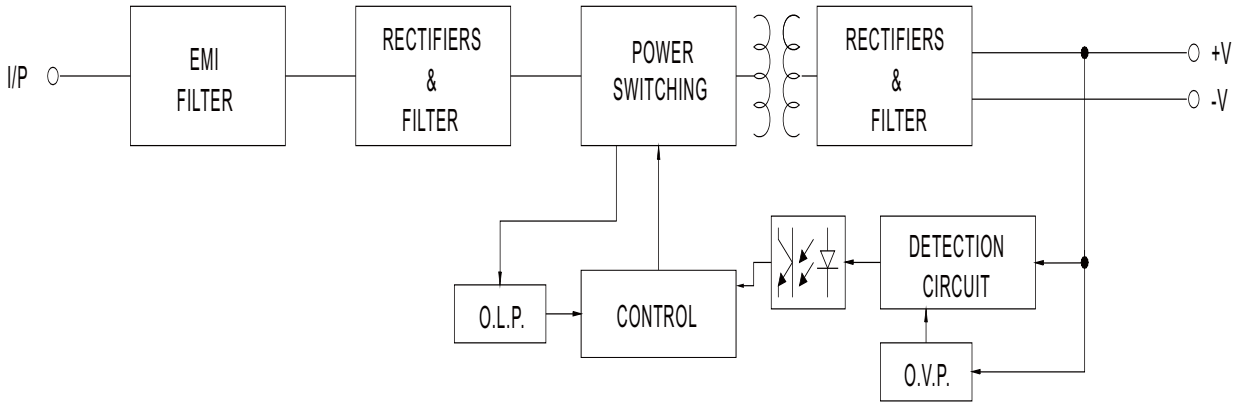 I/P
EMI
FILTER
RECTIFIERS
&
FILTER
POWER
SWITCHING
RECTIFIERS
&
FILTER
+V
-V
O.L.P.
CONTROL
DETECTION
CIRCUIT
O.V.P.